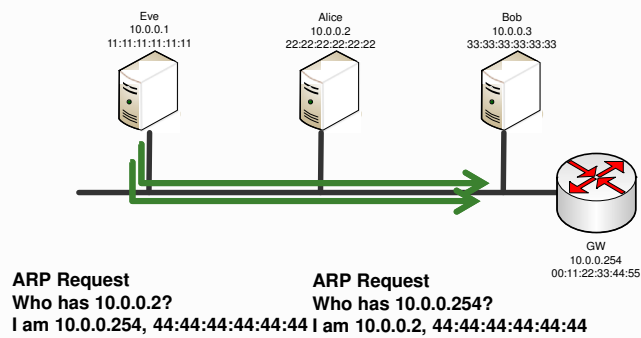 Eve
10.0.0.1
11:11:11:11:11:11
Alice
10.0.0.2
22:22:22:22:22:22
Bob
10.0.0.3
33:33:33:33:33:33
GW
10.0.0.254
00:11:22:33:44:55
ARP Request
Who has 10.0.0.2?
I am 10.0.0.254, 44:44:44:44:44:44
ARP Request
Who has 10.0.0.254?
I am 10.0.0.2, 44:44:44:44:44:44